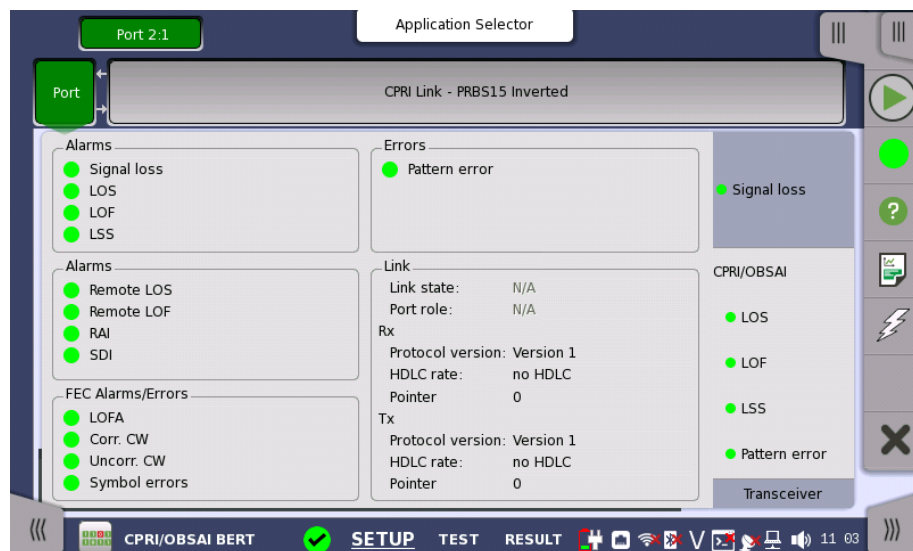 Port 2:1
Application Selector
Port
CPRI Link - PRBS15 Inverted
Alarms
Signal loss
LOS
LOF
LSS
Errors
Pattern error
Signal loss
Alarms
Remote LOS
Remote LOF
RAI
SDI
Link
Link state: N/A
Port role: N/A
Rx
Protocol version: Version 1
HDLC rate: no HDLC
Pointer 0
Tx
Protocol version: Version 1
HDLC rate: no HDLC
Pointer 0
FEC Alarms/Errors
LOFA
Corr. CW
Uncorr. CW
Symbol errors
CPRI/OBSAI
LOS
LOF
LSS
Pattern error
Transceiver
CPRI/OBSAI BERT
SETUP TEST RESULT
11 03